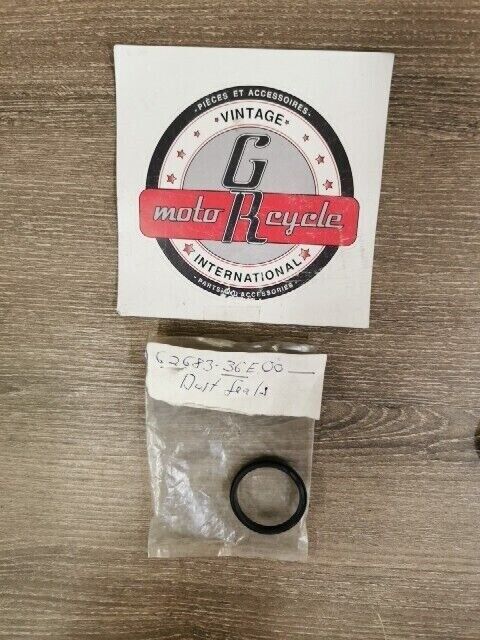 ·PIÈCES ET ACCESSOIRES·
*VINTAGE*
G
moto R cycle
INTERNATIONAL
·PARTS AND ACCESSORIES·
62683-36E00
Dust Seals